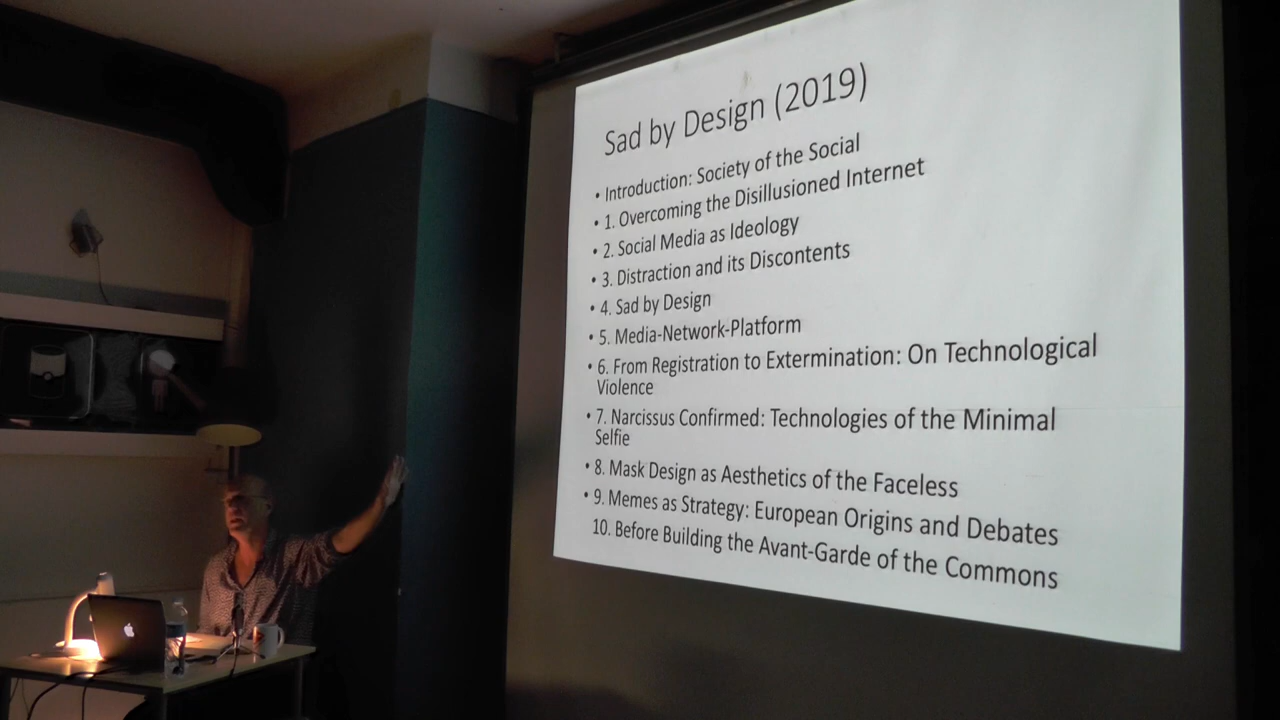 Sad by Design (2019)
• Introduction: Society of the Social
• 1. Overcoming the Disillusioned Internet
• 2. Social Media as Ideology
• 3. Distraction and its Discontents
• 4. Sad by Design
• 5. Media-Network-Platform
• 6. From Registration to Extermination: On Technological
Violence
• 7. Narcissus Confirmed: Technologies of the Minimal
Selfie
• 8. Mask Design as Aesthetics of the Faceless
• 9. Memes as Strategy: European Origins and Debates
10. Before Building the Avant-Garde of the Commons